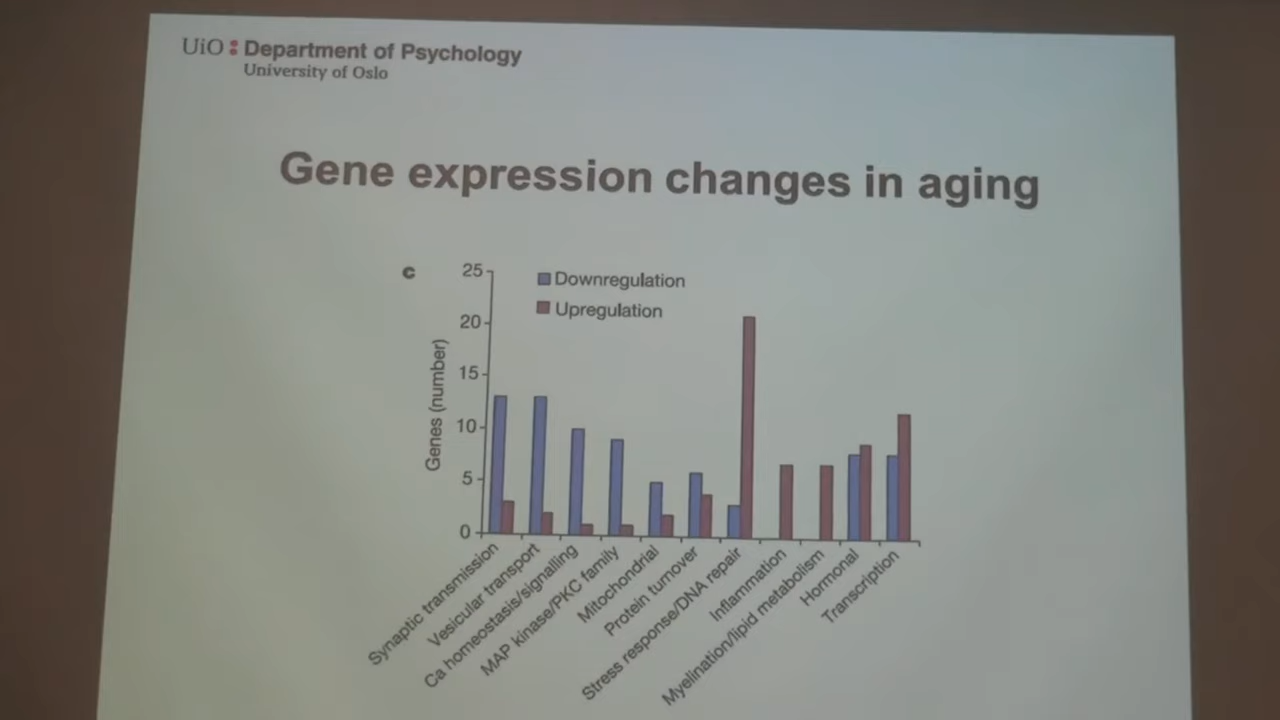 UiO : Department of Psychology
University of Oslo
Gene expression changes in aging
c
Downregulation
Upregulation
Genes (number)
25
20
15
10
5
0
Synaptic transmission
Vesicular transport
Ca homeostasis/signalling
MAP kinase/PKC family
Mitochondrial
Protein turnover
Stress response/DNA repair
Inflammation
Myelination/lipid metabolism
Hormonal
Transcription